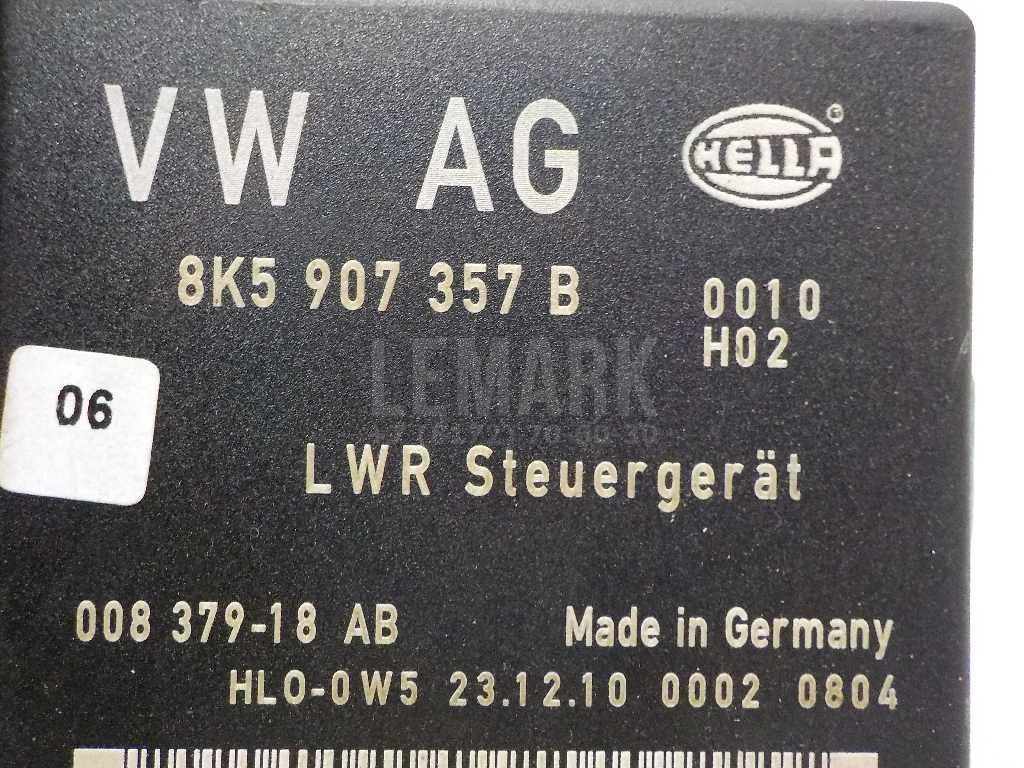 VW AG HELLA ®
8K5 907 357 B 0010
H02
LEMARK
06
LWR Steuergerät
008 379-18 AB Made in Germany
HLO-0W5 23.12.10 0002 0804